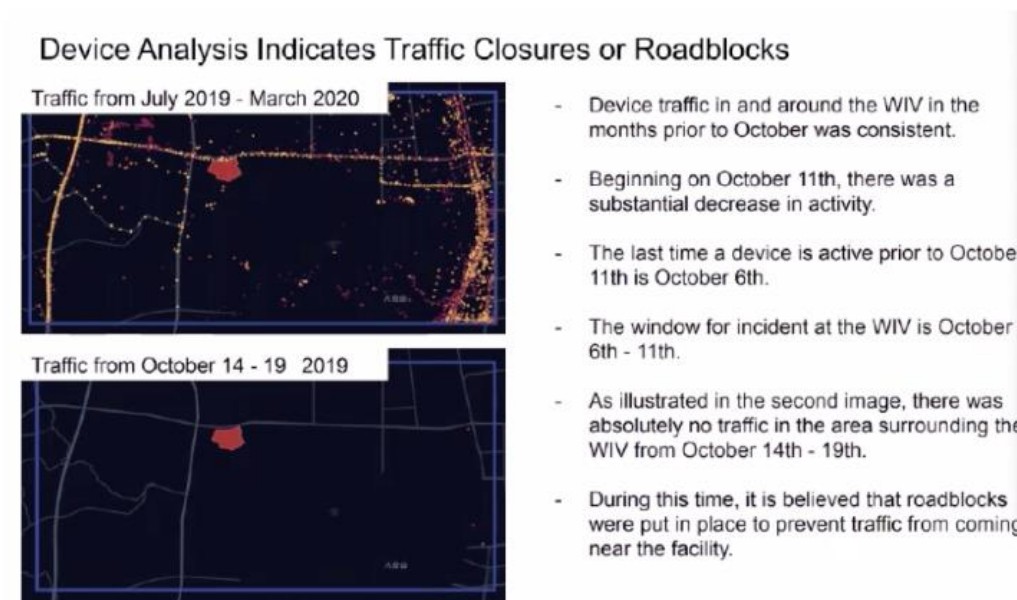 Device Analysis Indicates Traffic Closures or Roadblocks
Traffic from July 2019 - March 2020
Traffic from October 14 - 19 2019
- Device traffic in and around the WIV in the
months prior to October was consistent.
- Beginning on October 11th, there was a
substantial decrease in activity.
- The last time a device is active prior to Octobe
11th is October 6th.
- The window for incident at the WIV is October
6th - 11th.
- As illustrated in the second image, there was
absolutely no traffic in the area surrounding the
WIV from October 14th - 19th.
- During this time, it is believed that roadblocks
were put in place to prevent traffic from coming
near the facility.